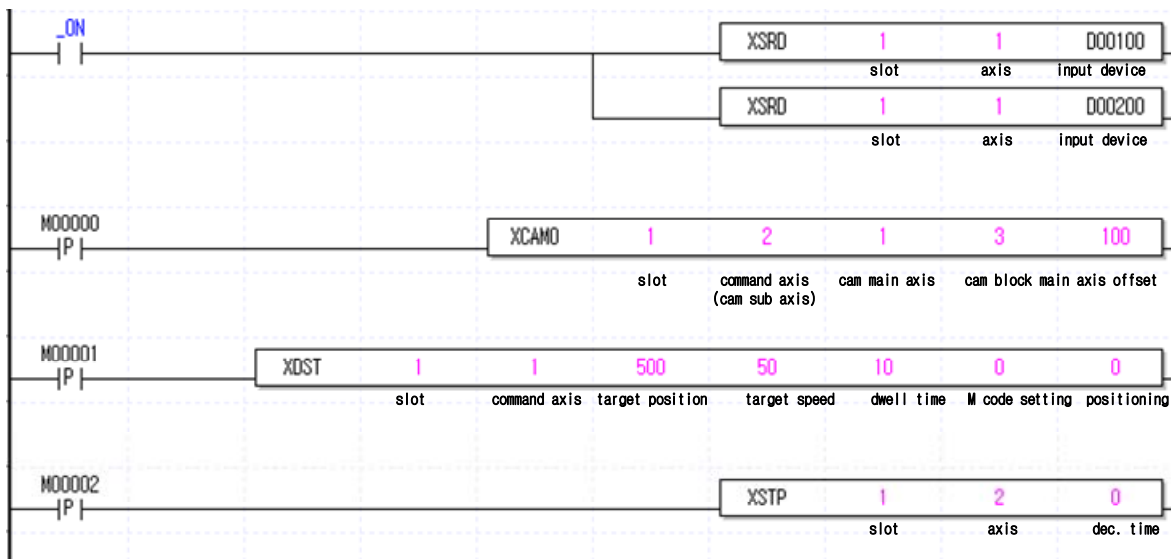 _ON
XSRD 1 1 D00100
slot axis input device
XSRD 1 1 D00200
slot axis input device
M00000
P
XCAMO 1 2 1 3 100
slot command axis cam main axis cam block main axis offset
(cam sub axis)
M00001
P
XDST 1 1 500 50 10 0 0
slot command axis target position target speed dwell time M code setting positioning
M00002
P
XSTP 1 2 0
slot axis dec. time